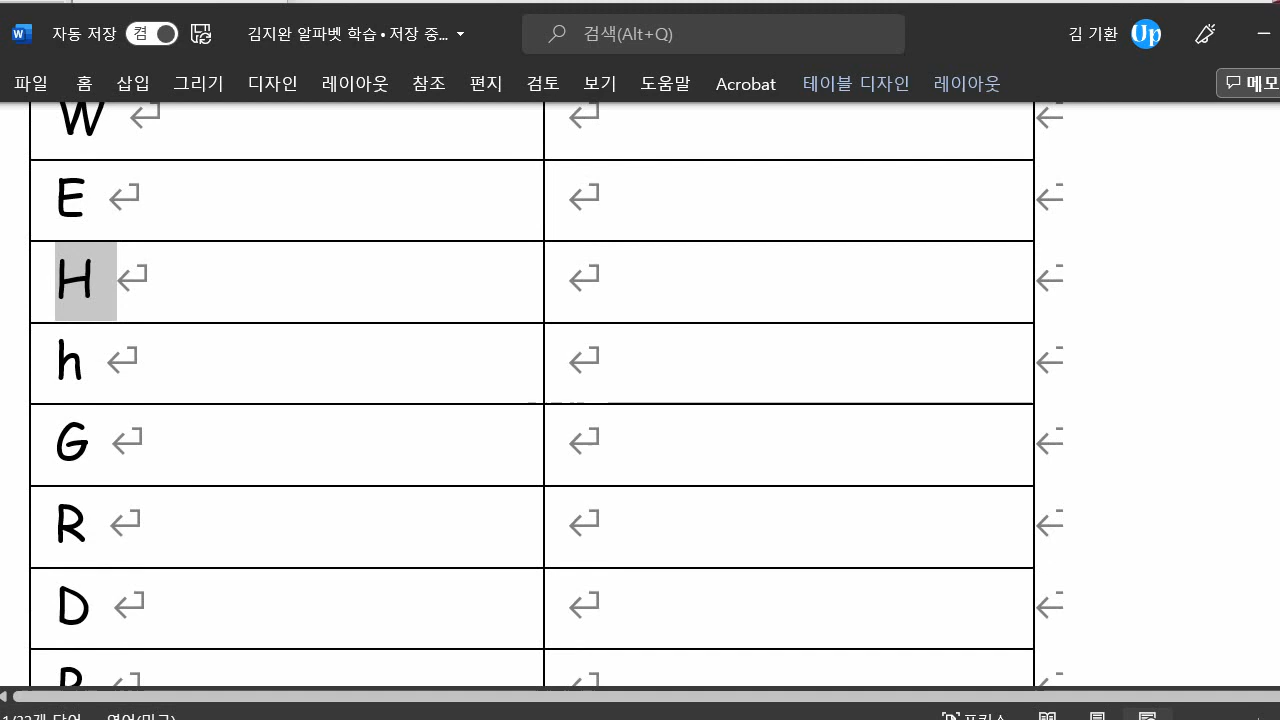 자동 저장 켬 김지완 알파벳 학습 • 저장 중... 검색(Alt+Q) 김 기환 Up
파일 홈 삽입 그리기 디자인 레이아웃 참조 편지 검토 보기 도움말 Acrobat 테이블 디자인 레이아웃 메모
W
E
H
h
G
R
D